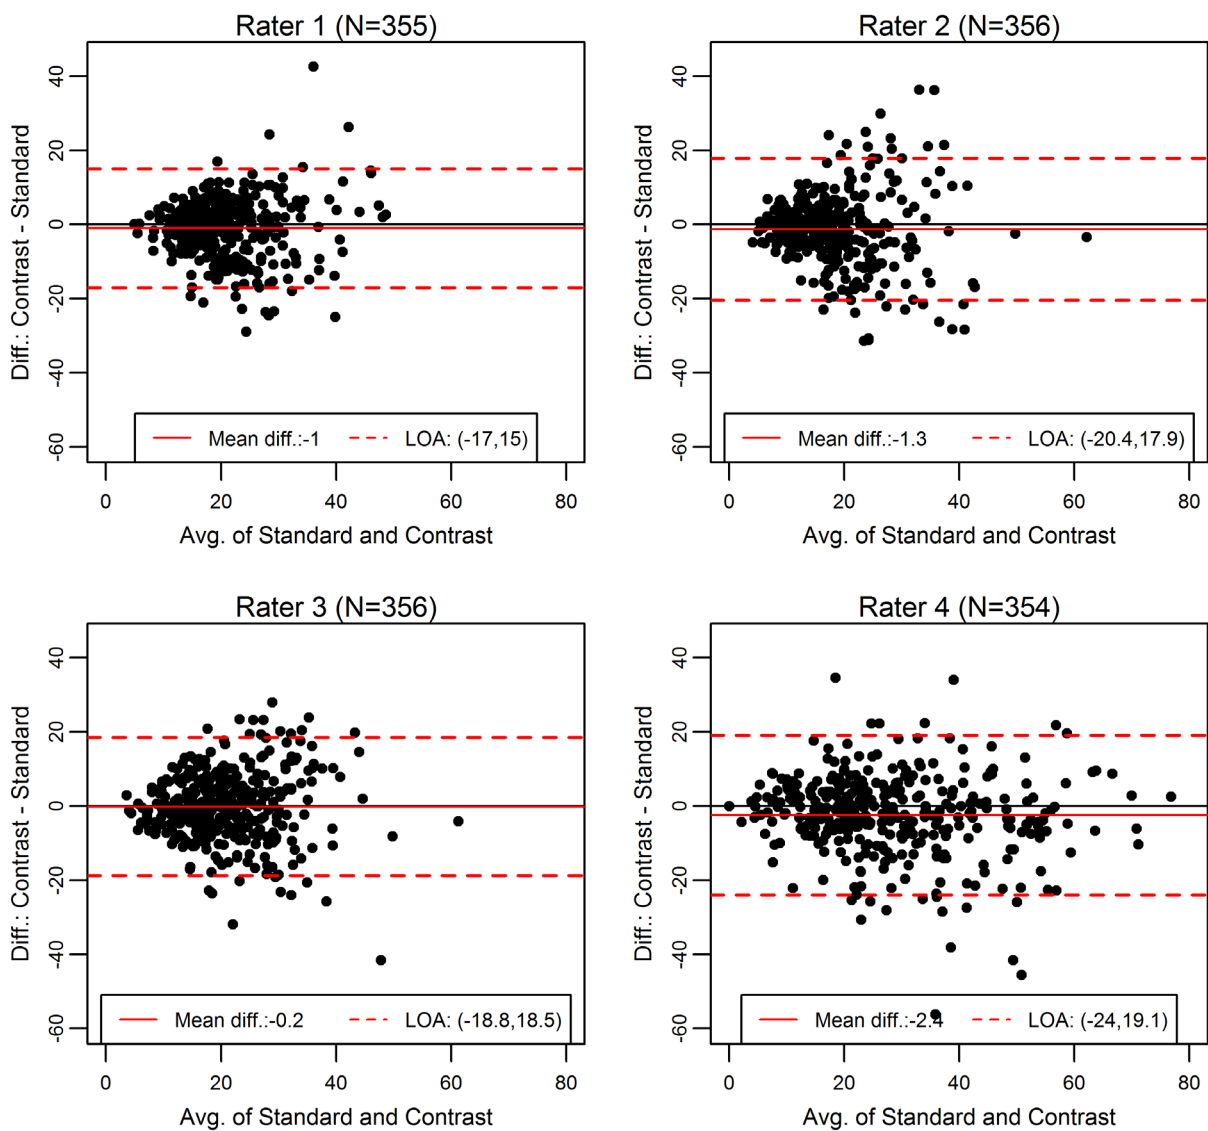 Rater 1 (N=355)
Diff.: Contrast - Standard
40
20
0
-20
-40
-60
Mean diff.:-1
LOA: (-17,15)
0 20 40 60 80
Avg. of Standard and Contrast
Rater 2 (N=356)
Diff.: Contrast - Standard
40
20
0
-20
-40
-60
Mean diff.:-1.3
LOA: (-20.4,17.9)
0 20 40 60 80
Avg. of Standard and Contrast
Rater 3 (N=356)
Diff.: Contrast - Standard
40
20
0
-20
-40
-60
Mean diff.:-0.2
LOA: (-18.8,18.5)
0 20 40 60 80
Avg. of Standard and Contrast
Rater 4 (N=354)
Diff.: Contrast - Standard
40
20
0
-20
-40
-60
Mean diff.:-2.4
LOA: (-24,19.1)
0 20 40 60 80
Avg. of Standard and Contrast